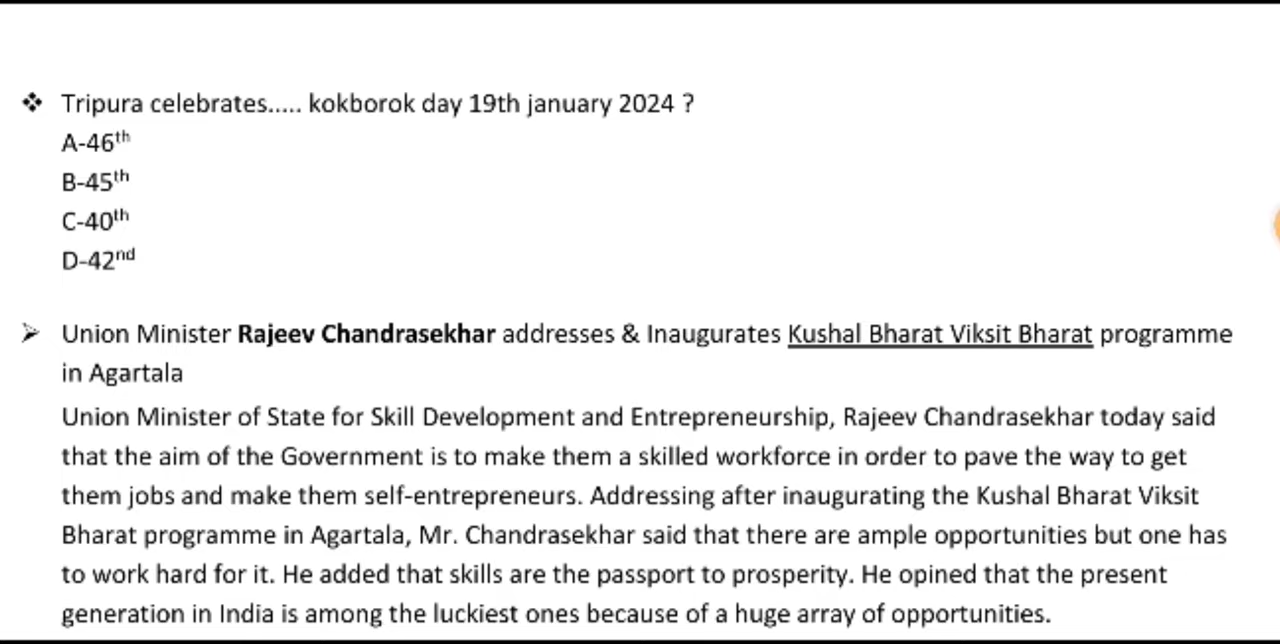 ❖ Tripura celebrates..... kokborok day 19th january 2024 ?
A-46th
B-45th
C-40th
D-42nd
➢ Union Minister Rajeev Chandrasekhar addresses & Inaugurates Kushal Bharat Viksit Bharat programme
in Agartala
Union Minister of State for Skill Development and Entrepreneurship, Rajeev Chandrasekhar today said
that the aim of the Government is to make them a skilled workforce in order to pave the way to get
them jobs and make them self-entrepreneurs. Addressing after inaugurating the Kushal Bharat Viksit
Bharat programme in Agartala, Mr. Chandrasekhar said that there are ample opportunities but one has
to work hard for it. He added that skills are the passport to prosperity. He opined that the present
generation in India is among the luckiest ones because of a huge array of opportunities.